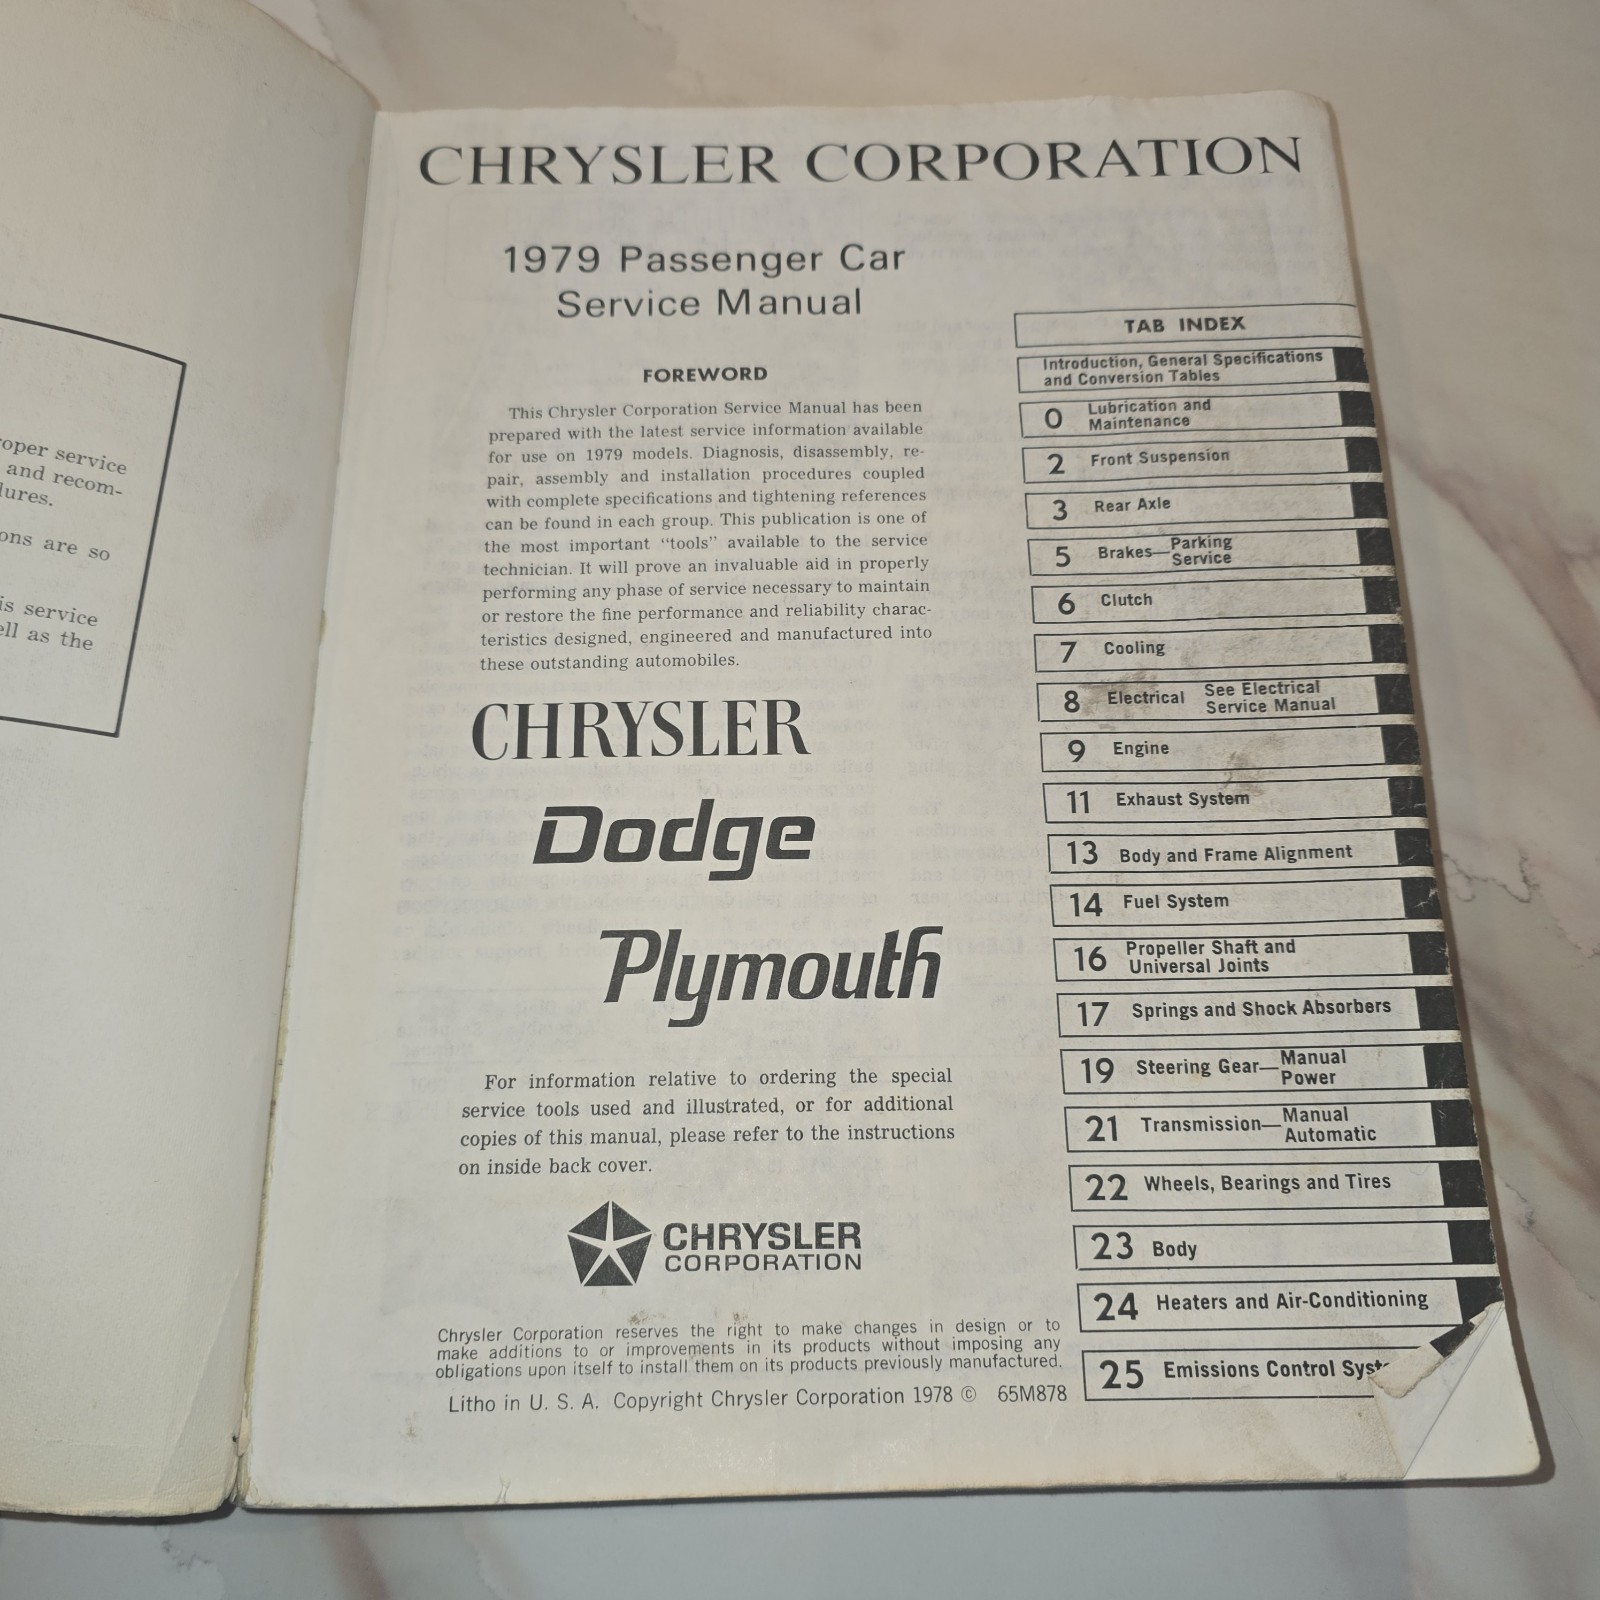 oper service
and recom-
dures.
ons are so
is service
ell as the
CHRYSLER CORPORATION
1979 Passenger Car
Service Manual
FOREWORD
This Chrysler Corporation Service Manual has been
prepared with the latest service information available
for use on 1979 models. Diagnosis, disassembly, re-
pair, assembly and installation procedures coupled
with complete specifications and tightening references
can be found in each group. This publication is one of
the most important “tools” available to the service
technician. It will prove an invaluable aid in properly
performing any phase of service necessary to maintain
or restore the fine performance and reliability charac-
teristics designed, engineered and manufactured into
these outstanding automobiles.
CHRYSLER
Dodge
Plymouth
For information relative to ordering the special
service tools used and illustrated, or for additional
copies of this manual, please refer to the instructions
on inside back cover.
CHRYSLER
CORPORATION
Chrysler Corporation reserves the right to make changes in design or to
make additions to or improvements in its products without imposing any
obligations upon itself to install them on its products previously manufactured.
Litho in U. S. A. Copyright Chrysler Corporation 1978 © 65M878
TAB INDEX
Introduction, General Specifications
and Conversion Tables
0 Lubrication and
Maintenance
2 Front Suspension
3 Rear Axle
5 Brakes—Parking
Service
6 Clutch
7 Cooling
8 Electrical See Electrical
Service Manual
9 Engine
11 Exhaust System
13 Body and Frame Alignment
14 Fuel System
16 Propeller Shaft and
Universal Joints
17 Springs and Shock Absorbers
19 Steering Gear—Manual
Power
21 Transmission—Manual
Automatic
22 Wheels, Bearings and Tires
23 Body
24 Heaters and Air-Conditioning
25 Emissions Control Syst